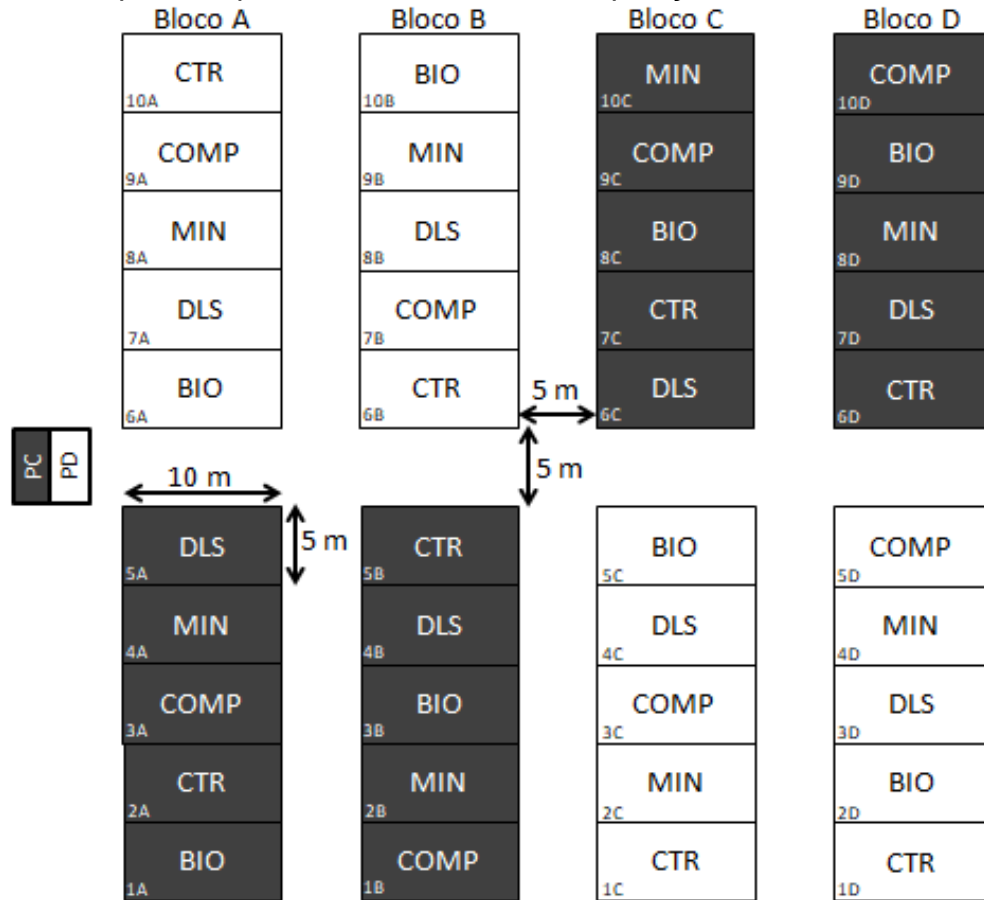 Bloco A Bloco B Bloco C Bloco D
CTR BIO MIN COMP
10A 10B 10C 10D
COMP MIN COMP BIO
9A 9B 9C 9D
MIN DLS BIO MIN
8A 8B 8C 8D
DLS COMP CTR DLS
7A 7B 7C 7D
BIO CTR DLS CTR
6A 6B 6C 6D
5 m
5 m
PC PD
10 m
5 m
DLS CTR BIO COMP
5A 5B 5C 5D
MIN DLS DLS MIN
4A 4B 4C 4D
COMP BIO COMP DLS
3A 3B 3C 3D
CTR MIN MIN BIO
2A 2B 2C 2D
BIO COMP CTR CTR
1A 1B 1C 1D